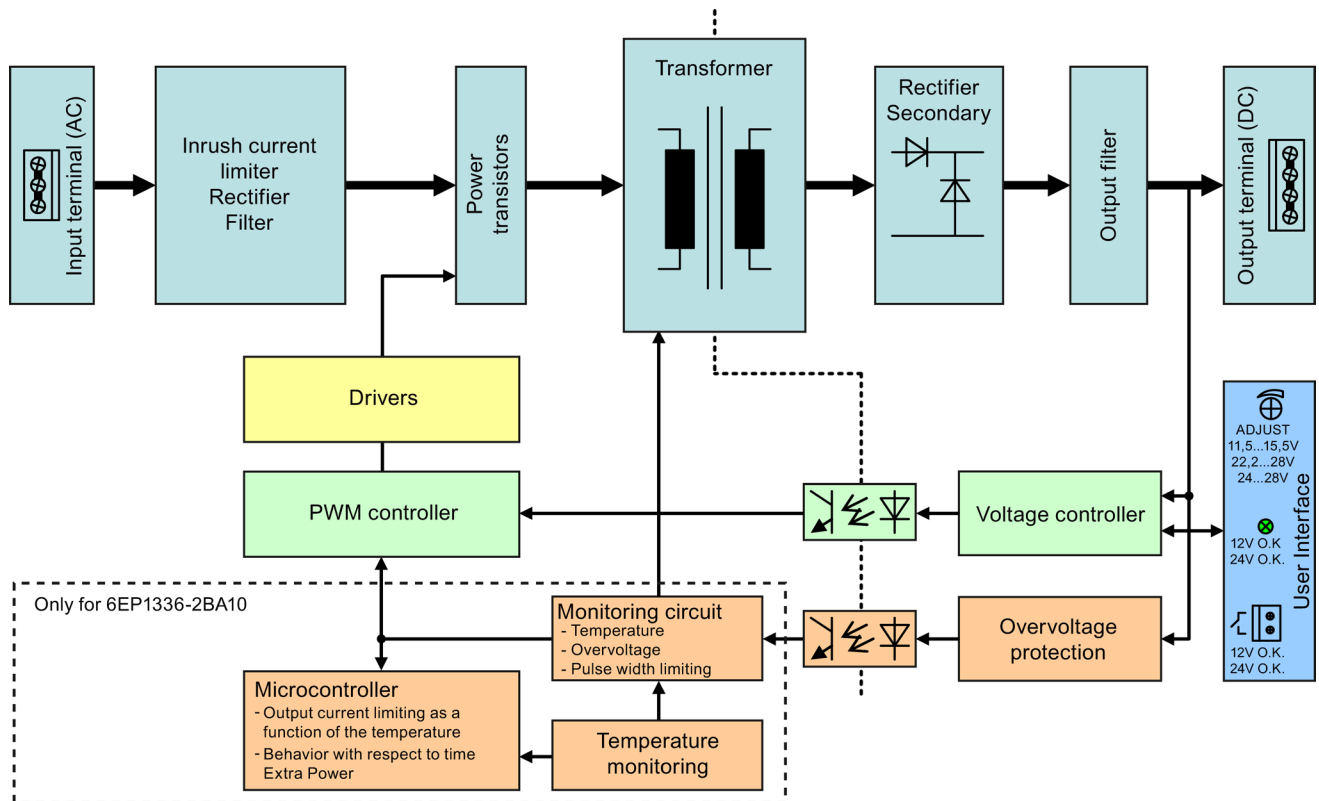 Input terminal (AC)
Inrush current
limiter
Rectifier
Filter
Power
transistors
Transformer
Rectifier
Secondary
Output filter
Output terminal (DC)
Drivers
PWM controller
Voltage controller
ADJUST
11,5...15,5V
22,2...28V
24...28V
12V O.K
24V O.K.
12V O.K.
24V O.K.
User Interface
Only for 6EP1336-2BA10
Monitoring circuit
- Temperature
- Overvoltage
- Pulse width limiting
Overvoltage
protection
Microcontroller
- Output current limiting as a
function of the temperature
- Behavior with respect to time
Extra Power
Temperature
monitoring